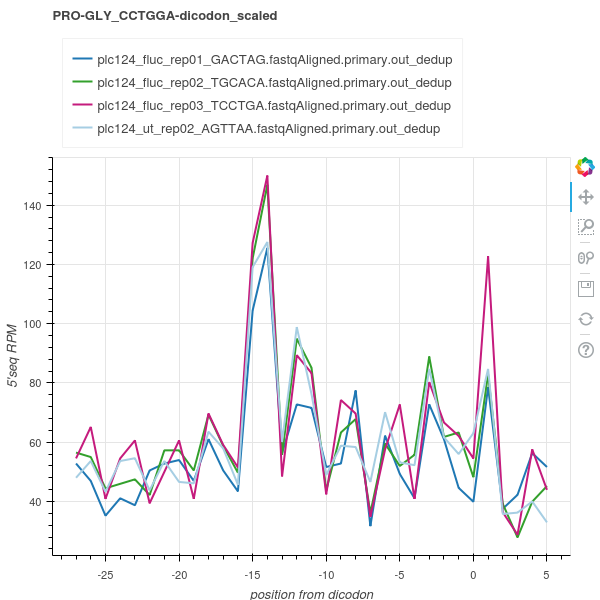 PRO-GLY_CCTGGA-dicodon_scaled
plc124_fluc_rep01_GACTAG.fastqAligned.primary.out_dedup
plc124_fluc_rep02_TGCACA.fastqAligned.primary.out_dedup
plc124_fluc_rep03_TCCTGA.fastqAligned.primary.out_dedup
plc124_ut_rep02_AGTTAA.fastqAligned.primary.out_dedup
140
120
100
80
60
40
5'seq RPM
-25 -20 -15 -10 -5 0 5
position from dicodon